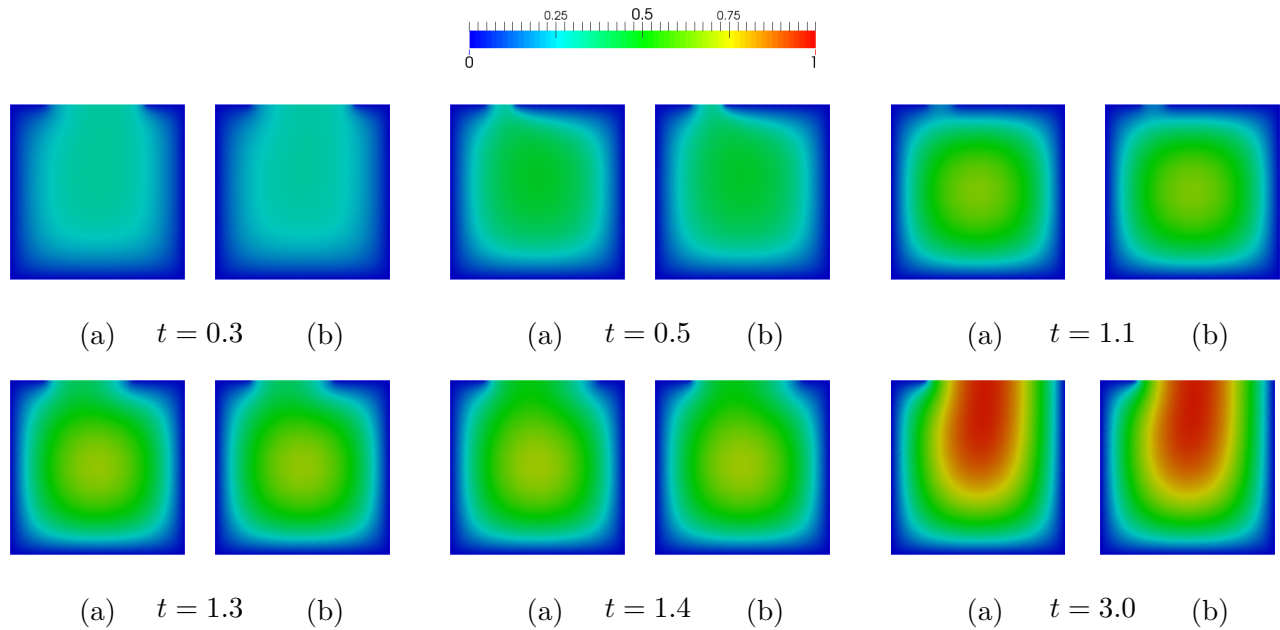 0.25 0.5 0.75
0 1
(a) t = 0.3 (b)
(a) t = 0.5 (b)
(a) t = 1.1 (b)
(a) t = 1.3 (b)
(a) t = 1.4 (b)
(a) t = 3.0 (b)